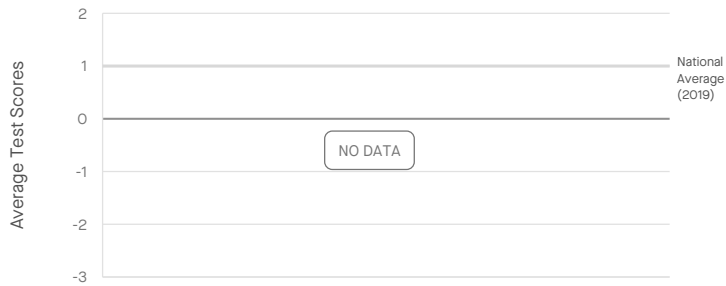 2
1
0
-1
-2
-3
Average Test Scores
National
Average
(2019)
NO DATA